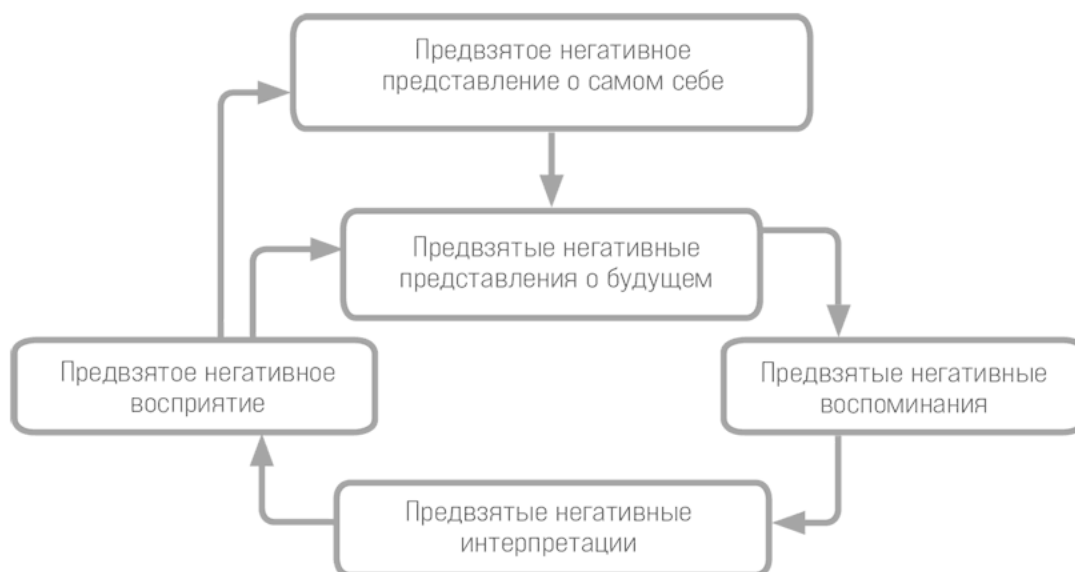 Предвзятое негативное
представление о самом себе
Предвзятые негативные
представления о будущем
Предвзятое негативное
восприятие
Предвзятые негативные
воспоминания
Предвзятые негативные
интерпретации